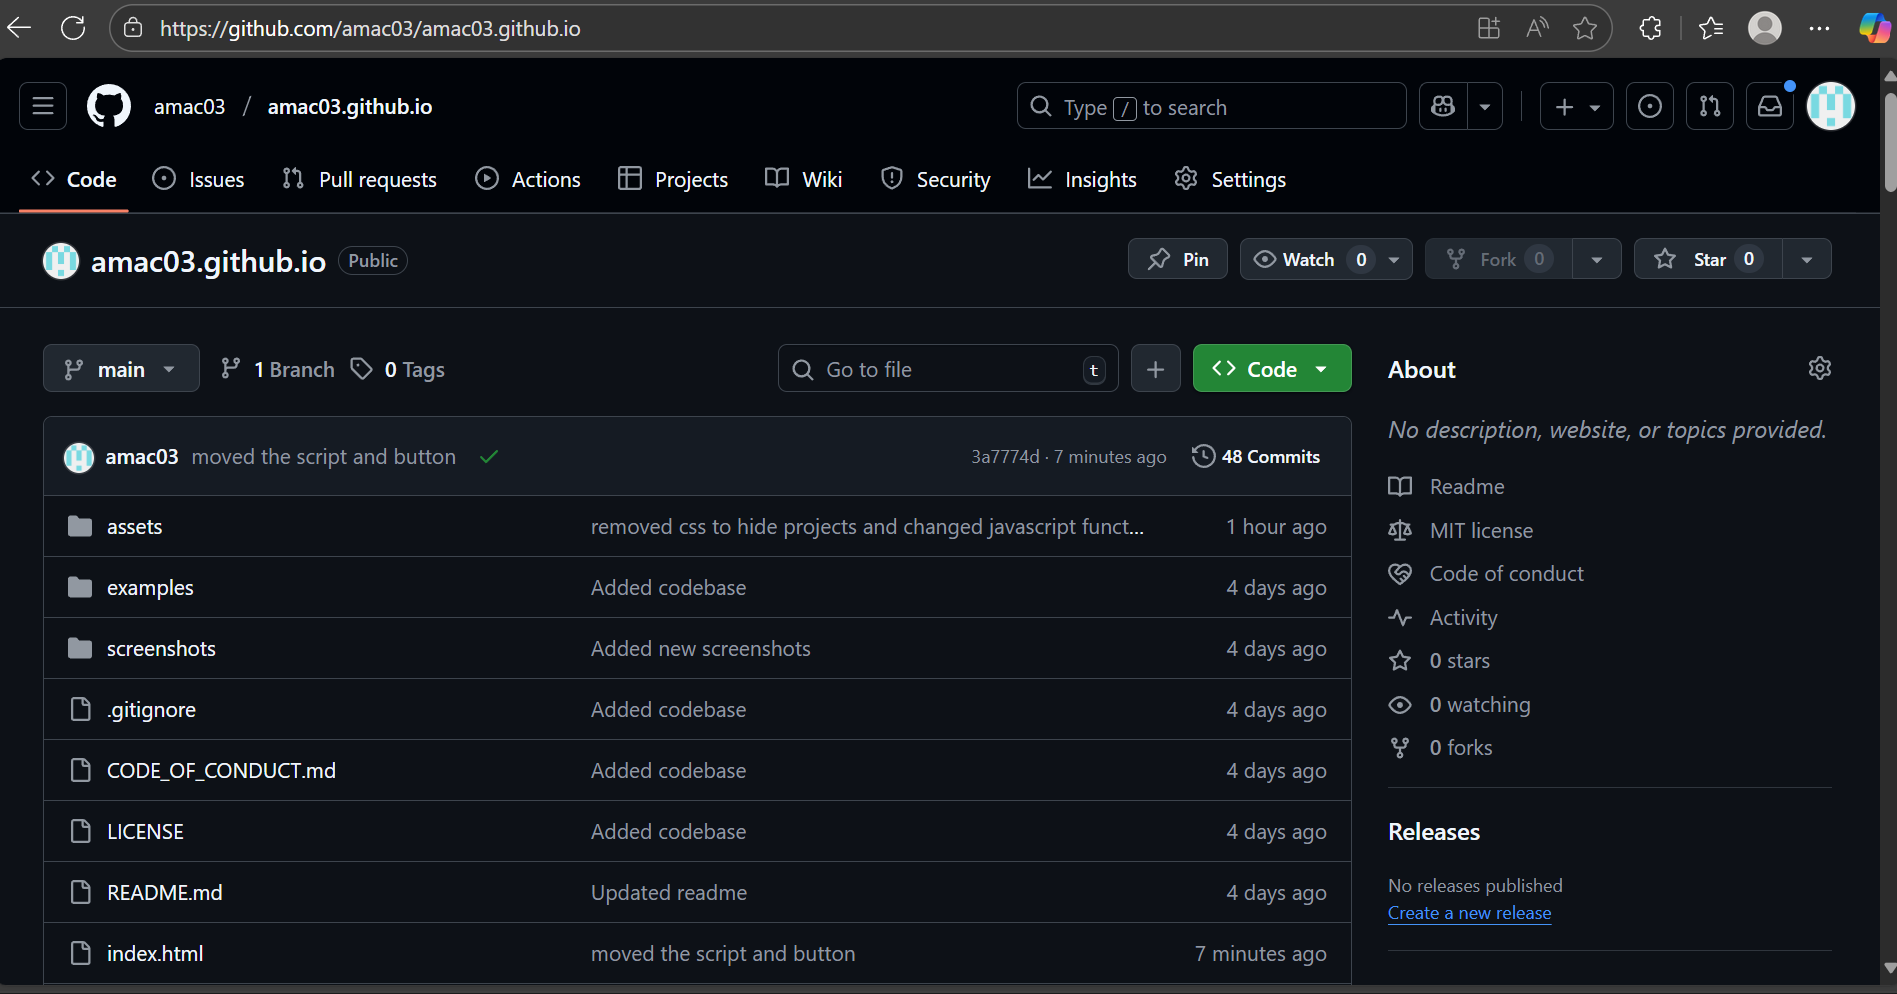 https://github.com/amac03/amac03.github.io
amac03 / amac03.github.io
Type / to search
Code
Issues
Pull requests
Actions
Projects
Wiki
Security
Insights
Settings
amac03.github.io Public
Pin
Watch 0
Fork 0
Star 0
main
1 Branch
0 Tags
Go to file t
Code
amac03 moved the script and button 3a7774d · 7 minutes ago 48 Commits
assets removed css to hide projects and changed javascript funct... 1 hour ago
examples Added codebase 4 days ago
screenshots Added new screenshots 4 days ago
.gitignore Added codebase 4 days ago
CODE_OF_CONDUCT.md Added codebase 4 days ago
LICENSE Added codebase 4 days ago
README.md Updated readme 4 days ago
index.html moved the script and button 7 minutes ago
About
No description, website, or topics provided.
Readme
MIT license
Code of conduct
Activity
0 stars
0 watching
0 forks
Releases
No releases published
Create a new release